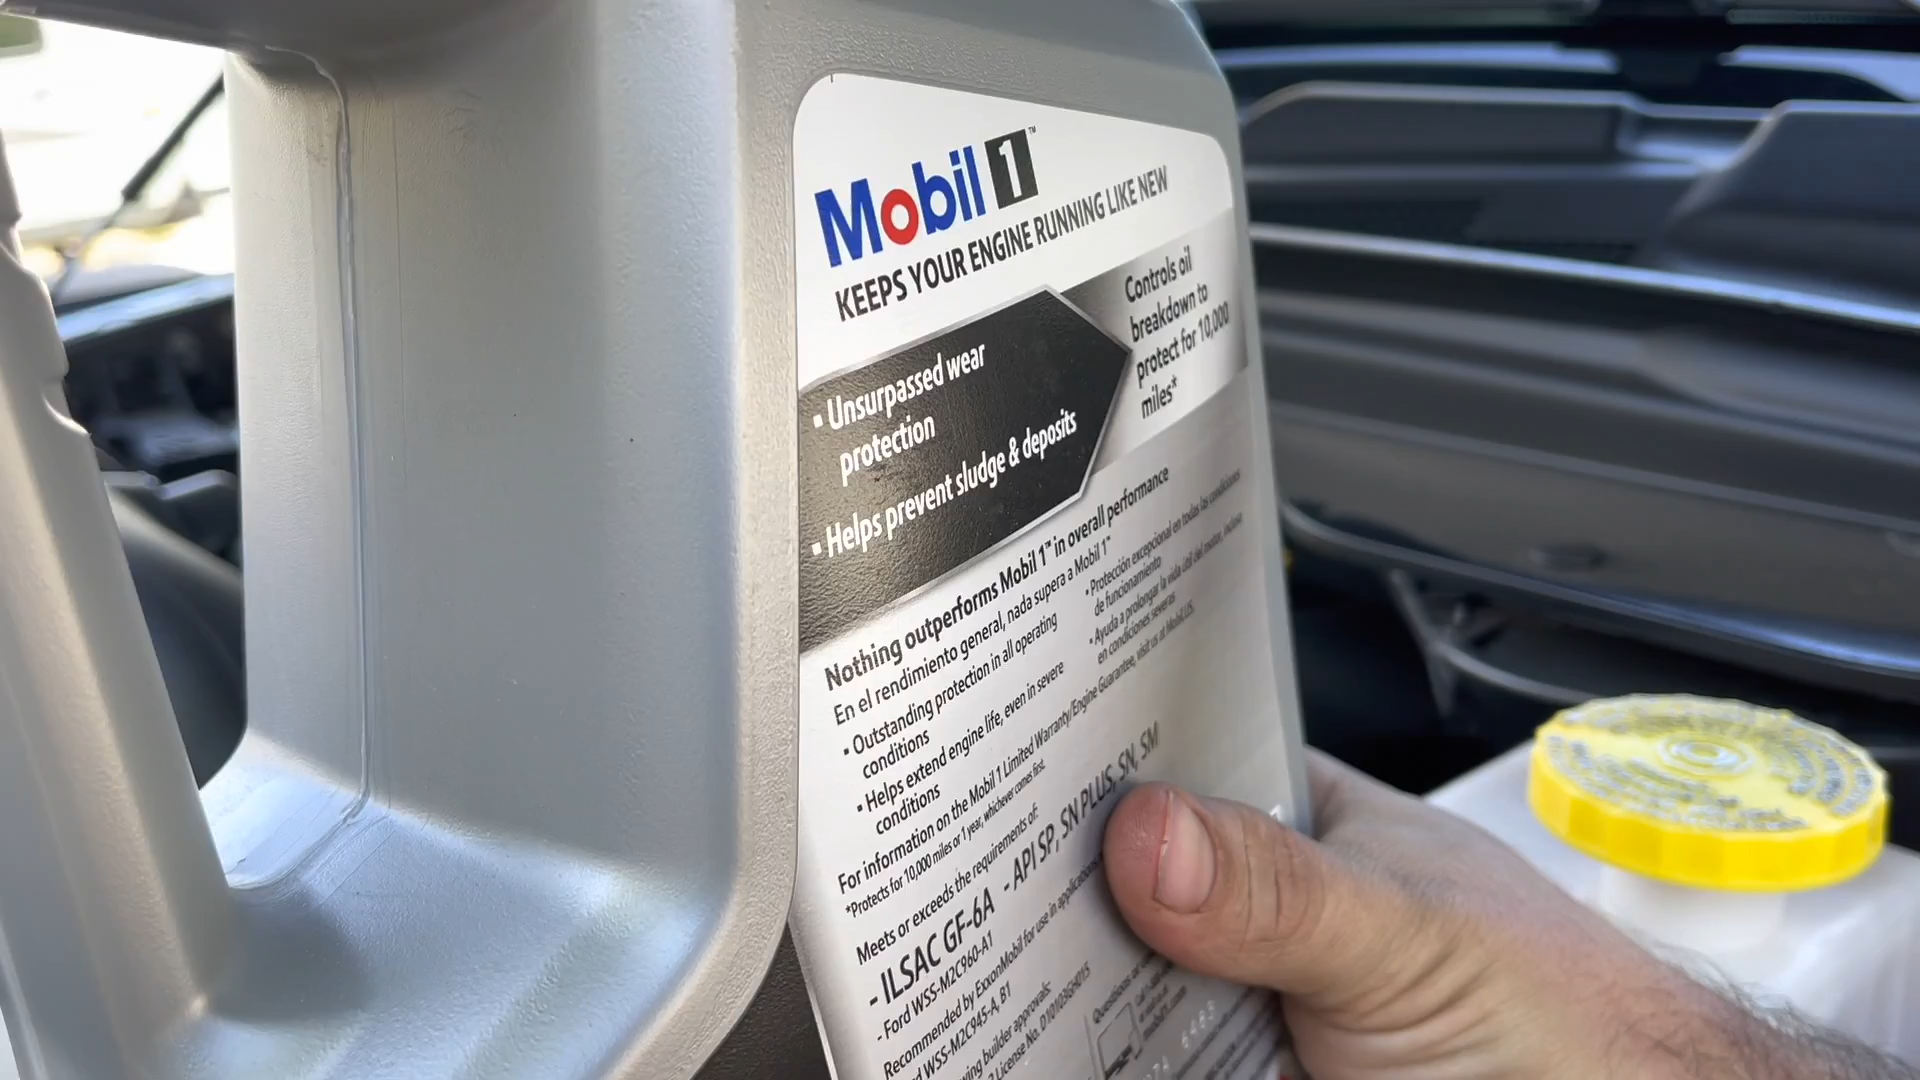 Mobil 1™
KEEPS YOUR ENGINE RUNNING LIKE NEW
• Unsurpassed wear
protection
• Helps prevent sludge & deposits
Controls oil
breakdown to
protect for 10,000
miles*
Nothing outperforms Mobil 1™ in overall performance
En el rendimiento general, nada supera a Mobil 1™
• Outstanding protection in all operating
conditions
• Helps extend engine life, even in severe
conditions
• Protección excepcional en todas las condiciones
de funcionamiento
• Ayuda a prolongar la vida útil del motor, incluso
en condiciones severas
For information on the Mobil 1 Limited Warranty/Engine Guarantee, visit us at Mobil.US.
*Protects for 10,000 miles or 1 year, whichever comes first.
Meets or exceeds the requirements of:
- ILSAC GF-6A - API SP, SN PLUS, SN, SM
- Ford WSS-M2C960-A1
Recommended by ExxonMobil for use in applications
WSS-M2C945-A, B1
builder approvals:
License No. D10103GH015
Questions